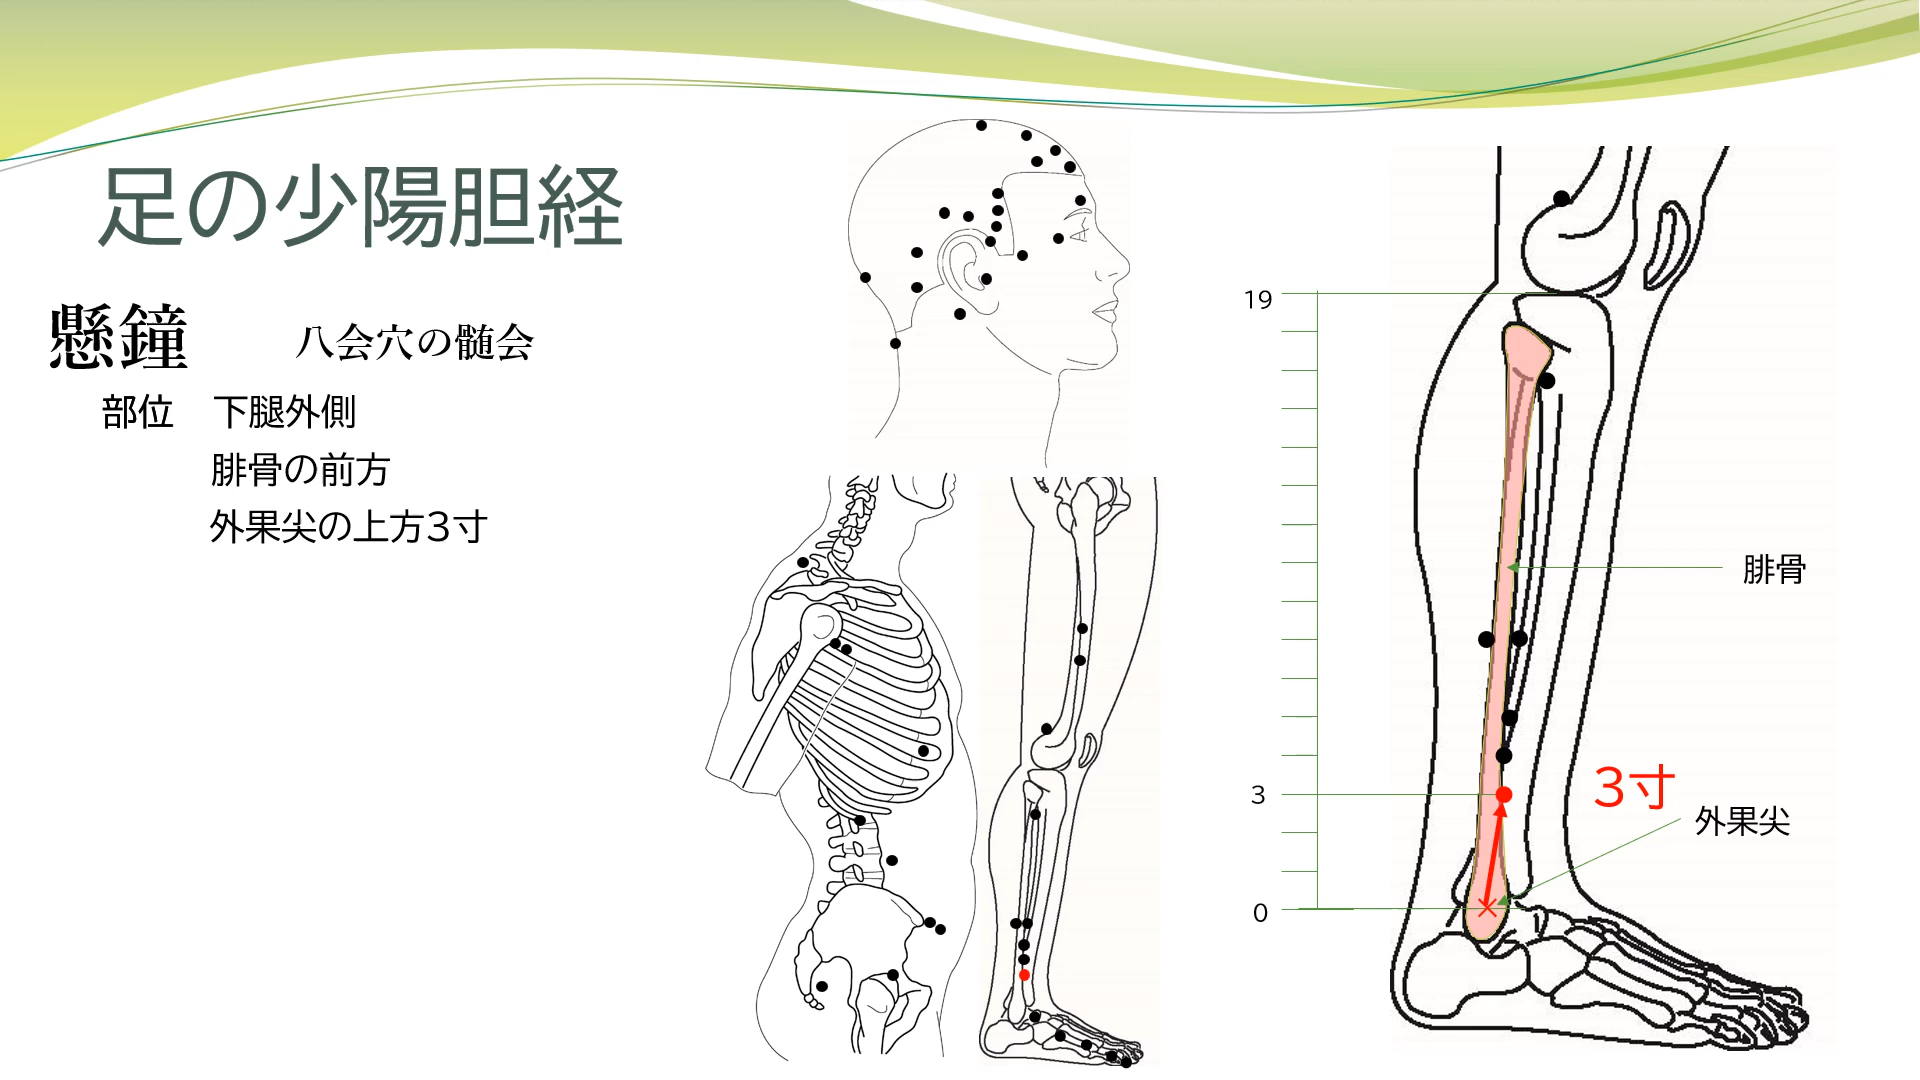 足の少陽胆経
懸鐘 八会穴の髄会
部位 下腿外側
腓骨の前方
外果尖の上方３寸
19
腓骨
3
３寸
外果尖
0